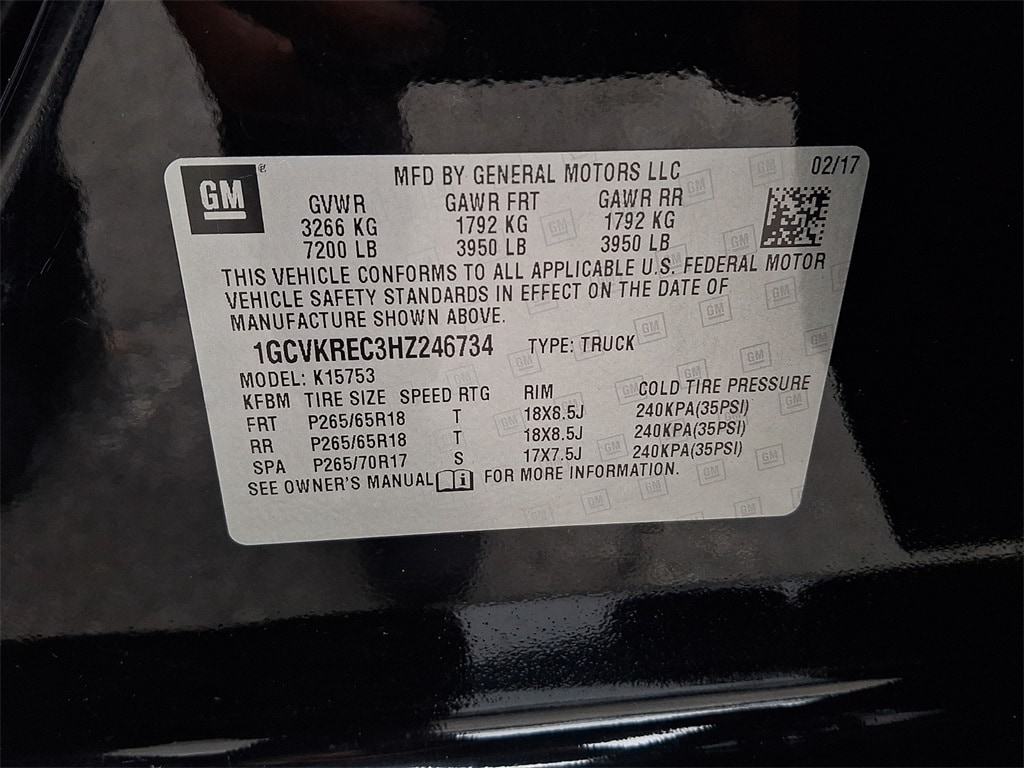 GM ® MFD BY GENERAL MOTORS LLC 02/17
GVWR GAWR FRT GAWR RR
3266 KG 1792 KG 1792 KG
7200 LB 3950 LB 3950 LB
THIS VEHICLE CONFORMS TO ALL APPLICABLE U.S. FEDERAL MOTOR
VEHICLE SAFETY STANDARDS IN EFFECT ON THE DATE OF
MANUFACTURE SHOWN ABOVE.
1GCVKREC3HZ246734 TYPE: TRUCK
MODEL: K15753
KFBM TIRE SIZE SPEED RTG RIM COLD TIRE PRESSURE
FRT P265/65R18 T 18X8.5J 240KPA(35PSI)
RR P265/65R18 T 18X8.5J 240KPA(35PSI)
SPA P265/70R17 S 17X7.5J 240KPA(35PSI)
SEE OWNER'S MANUAL FOR MORE INFORMATION.